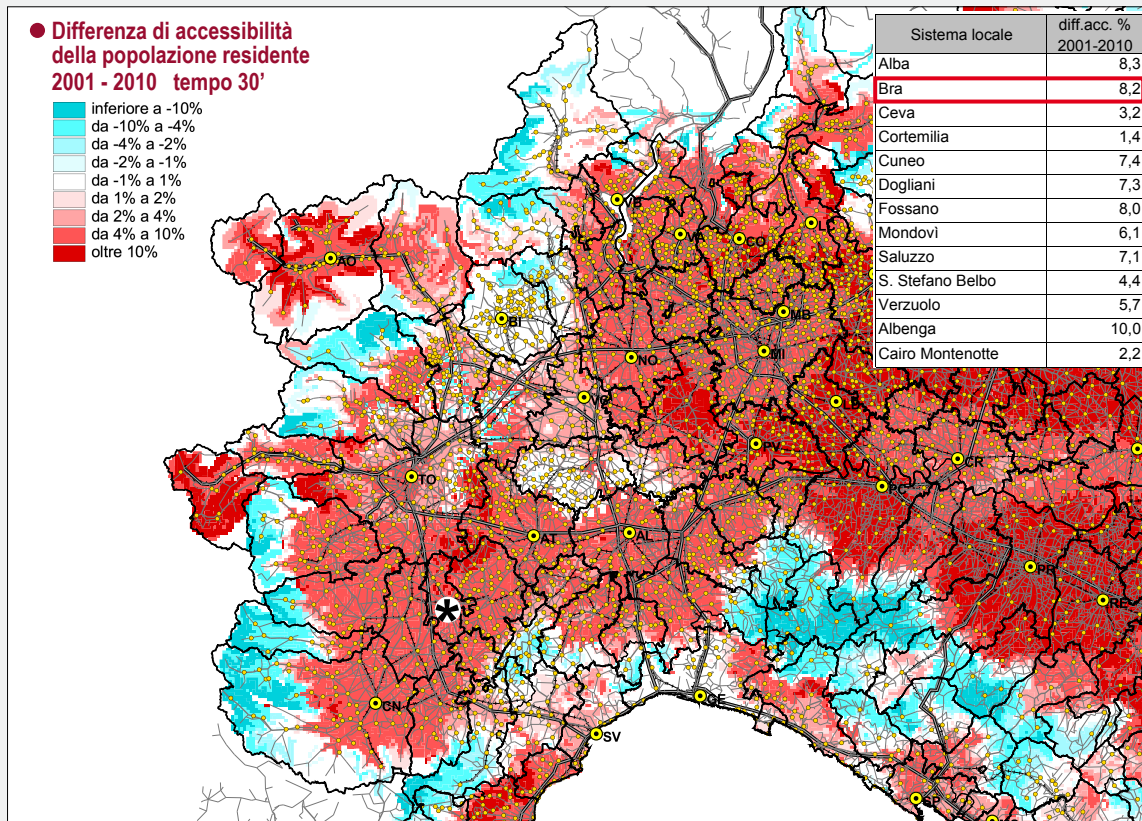 Differenza di accessibilità
della popolazione residente
2001 - 2010 tempo 30'
inferiore a -10%
da -10% a -4%
da -4% a -2%
da -2% a -1%
da -1% a 1%
da 1% a 2%
da 2% a 4%
da 4% a 10%
oltre 10%
Sistema locale diff.acc. % 2001-2010
Alba 8,3
Bra 8,2
Ceva 3,2
Cortemilia 1,4
Cuneo 7,4
Dogliani 7,3
Fossano 8,0
Mondovì 6,1
Saluzzo 7,1
S. Stefano Belbo 4,4
Verzuolo 5,7
Albenga 10,0
Cairo Montenotte 2,2
VB
VA
CO
AO
BI
MB
MI
NO
PV
CR
TO
AT
AL
PR
RE
*
CN
GE
SV
SP